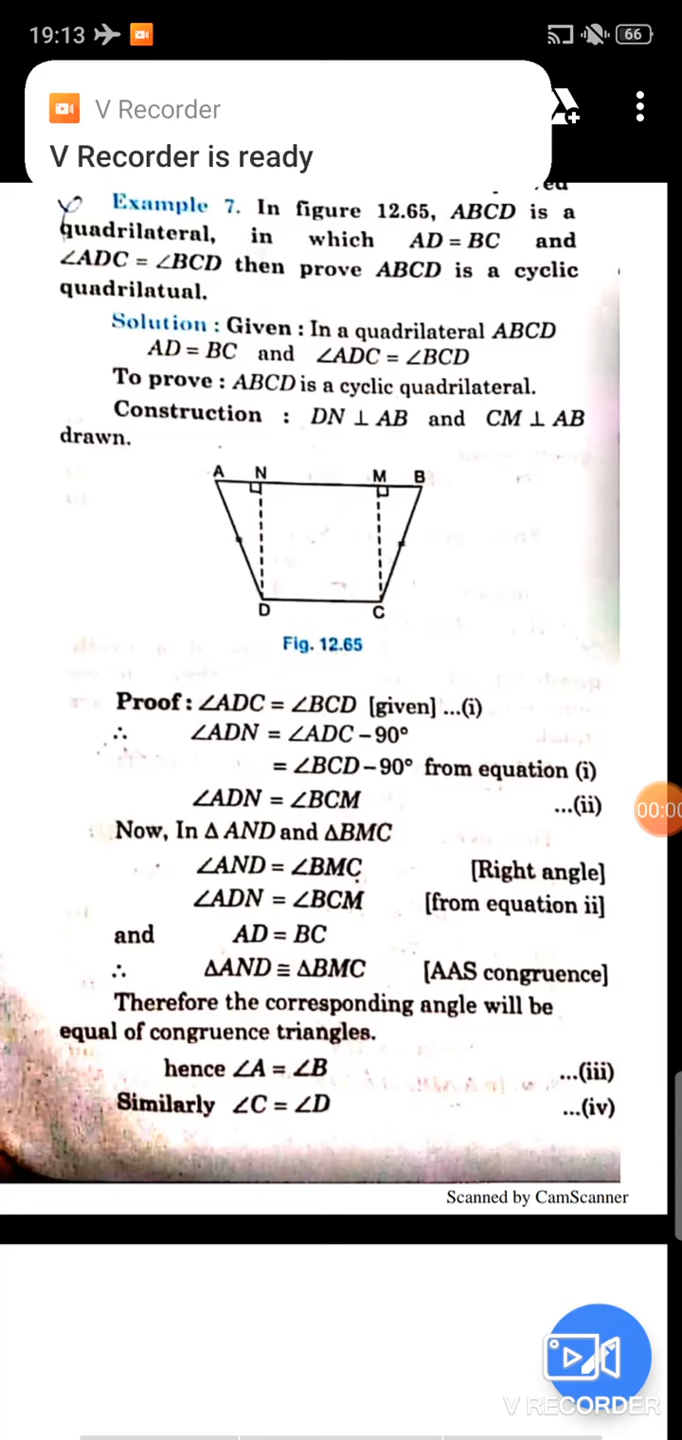 19:13
66
V Recorder
V Recorder is ready
Example 7. In figure 12.65, ABCD is a
quadrilateral, in which AD = BC and
∠ADC = ∠BCD then prove ABCD is a cyclic
quadrilatual.
Solution : Given : In a quadrilateral ABCD
AD = BC and ∠ADC = ∠BCD
To prove : ABCD is a cyclic quadrilateral.
Construction : DN ⊥ AB and CM ⊥ AB
drawn.
A N M B
D C
Fig. 12.65
Proof : ∠ADC = ∠BCD [given] ...(i)
∴ ∠ADN = ∠ADC – 90°
= ∠BCD – 90° from equation (i)
∠ADN = ∠BCM ...(ii)
00:00
Now, In Δ AND and ΔBMC
∠AND = ∠BMC [Right angle]
∠ADN = ∠BCM [from equation ii]
and AD = BC
∴ ΔAND ≡ ΔBMC [AAS congruence]
Therefore the corresponding angle will be
equal of congruence triangles.
hence ∠A = ∠B ...(iii)
Similarly ∠C = ∠D ...(iv)
Scanned by CamScanner
V RECORDER